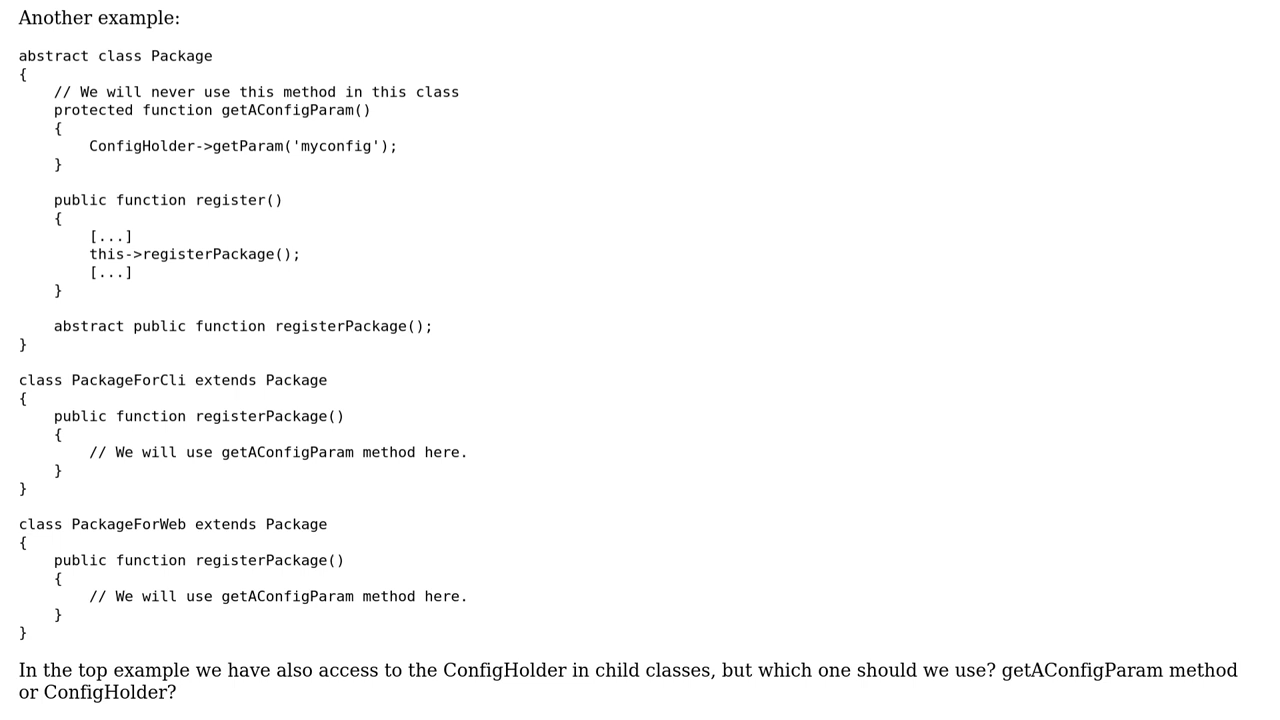 Another example:
abstract class Package
{
    // We will never use this method in this class
    protected function getAConfigParam()
    {
        ConfigHolder->getParam('myconfig');
    }

    public function register()
    {
        [...]
        this->registerPackage();
        [...]
    }

    abstract public function registerPackage();
}

class PackageForCli extends Package
{
    public function registerPackage()
    {
        // We will use getAConfigParam method here.
    }
}

class PackageForWeb extends Package
{
    public function registerPackage()
    {
        // We will use getAConfigParam method here.
    }
}
In the top example we have also access to the ConfigHolder in child classes, but which one should we use? getAConfigParam method
or ConfigHolder?